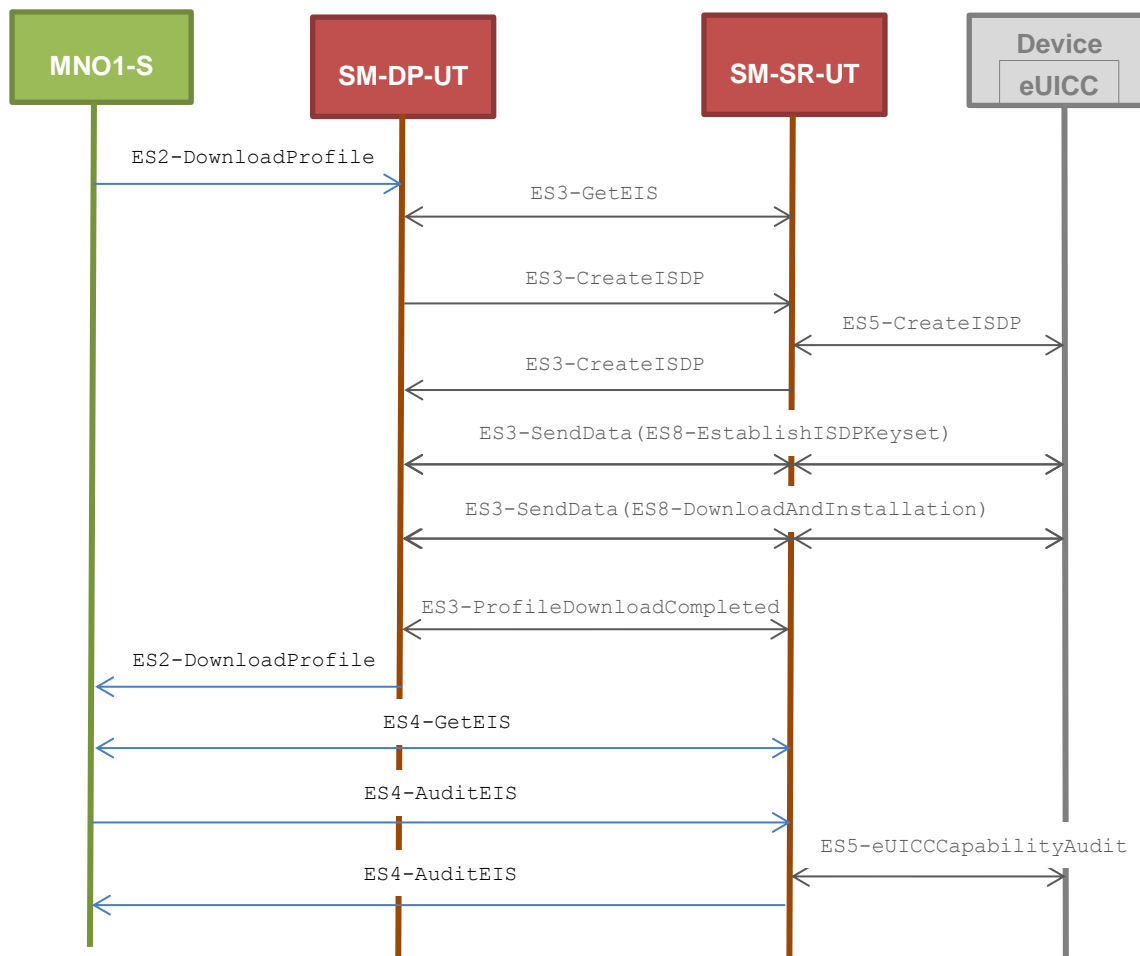 MNO1-S
SM-DP-UT
SM-SR-UT
Device
eUICC
ES2-DownloadProfile
ES3-GetEIS
ES3-CreateISDP
ES5-CreateISDP
ES3-CreateISDP
ES3-SendData(ES8-EstablishISDPKeyset)
ES3-SendData(ES8-DownloadAndInstallation)
ES3-ProfileDownloadCompleted
ES2-DownloadProfile
ES4-GetEIS
ES4-AuditEIS
ES5-eUICCCapabilityAudit
ES4-AuditEIS